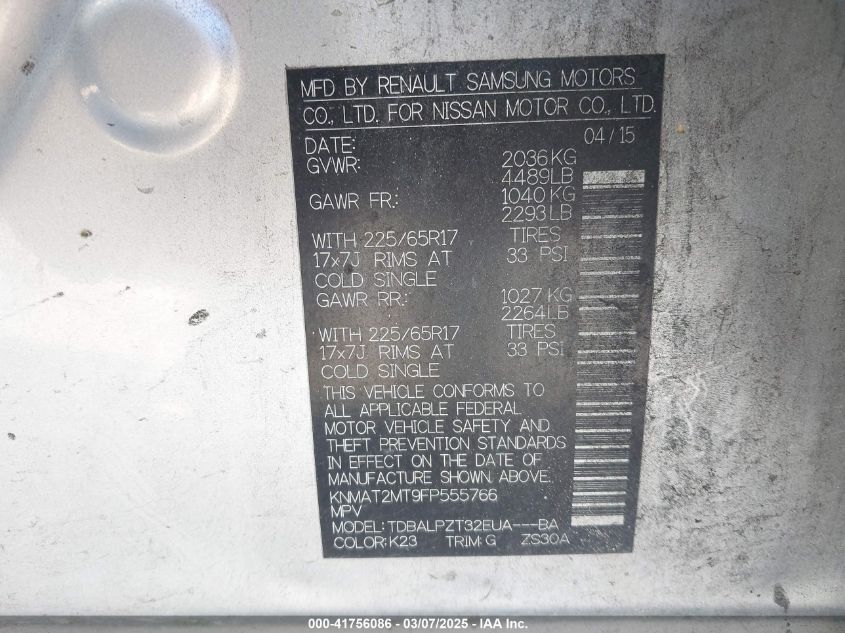 MFD BY RENAULT SAMSUNG MOTORS
CO., LTD. FOR NISSAN MOTOR CO., LTD.
DATE: 04/15
GVWR: 2036KG
4489LB
GAWR FR.: 1040KG
2293LB
WITH 225/65R17 TIRES
17x7J RIMS AT 33 PSI
COLD SINGLE
GAWR RR.: 1027KG
2264LB
WITH 225/65R17 TIRES
17x7J RIMS AT 33 PSI
COLD SINGLE
THIS VEHICLE CONFORMS TO
ALL APPLICABLE FEDERAL
MOTOR VEHICLE SAFETY AND
THEFT PREVENTION STANDARDS
IN EFFECT ON THE DATE OF
MANUFACTURE SHOWN ABOVE.
KNMAT2MT9FP555766
MPV
MODEL: TDBALPZT32EUA---BA
COLOR: K23 TRIM: G ZS30A
000-41756086 - 03/07/2025 - © IAA Inc.